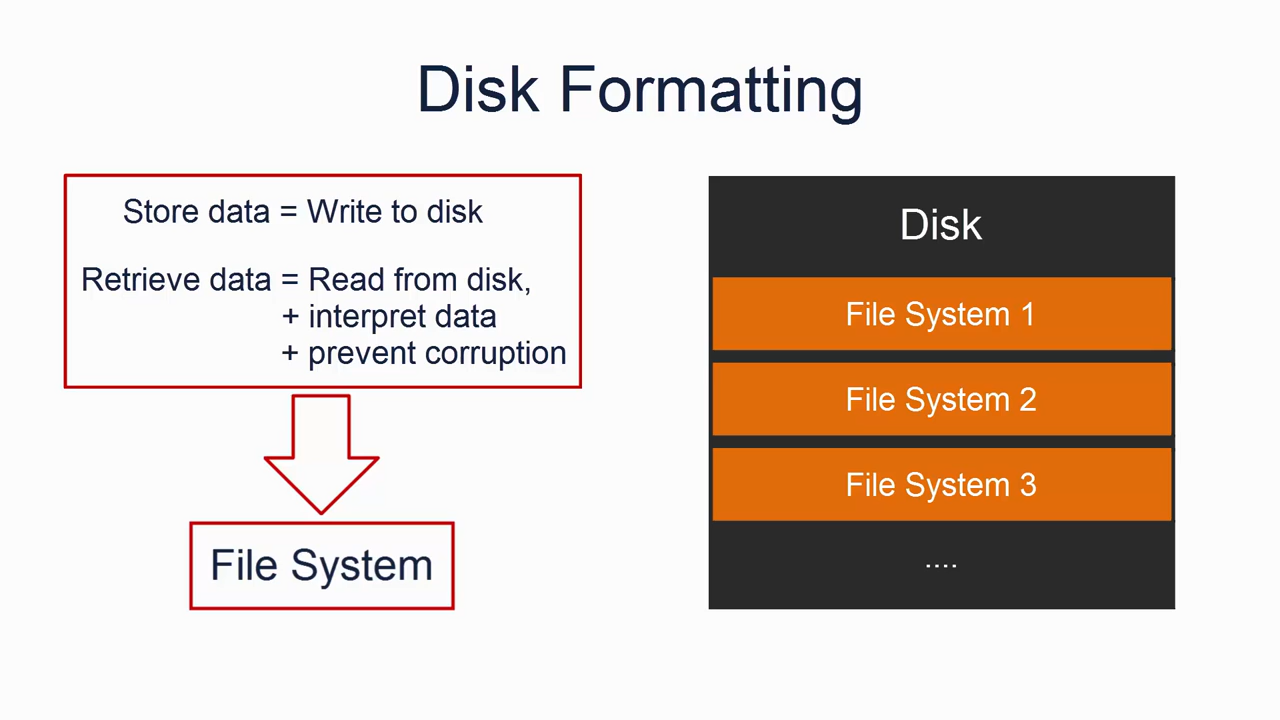 Disk Formatting
Store data = Write to disk
Retrieve data = Read from disk,
+ interpret data
+ prevent corruption
File System
Disk
File System 1
File System 2
File System 3
....